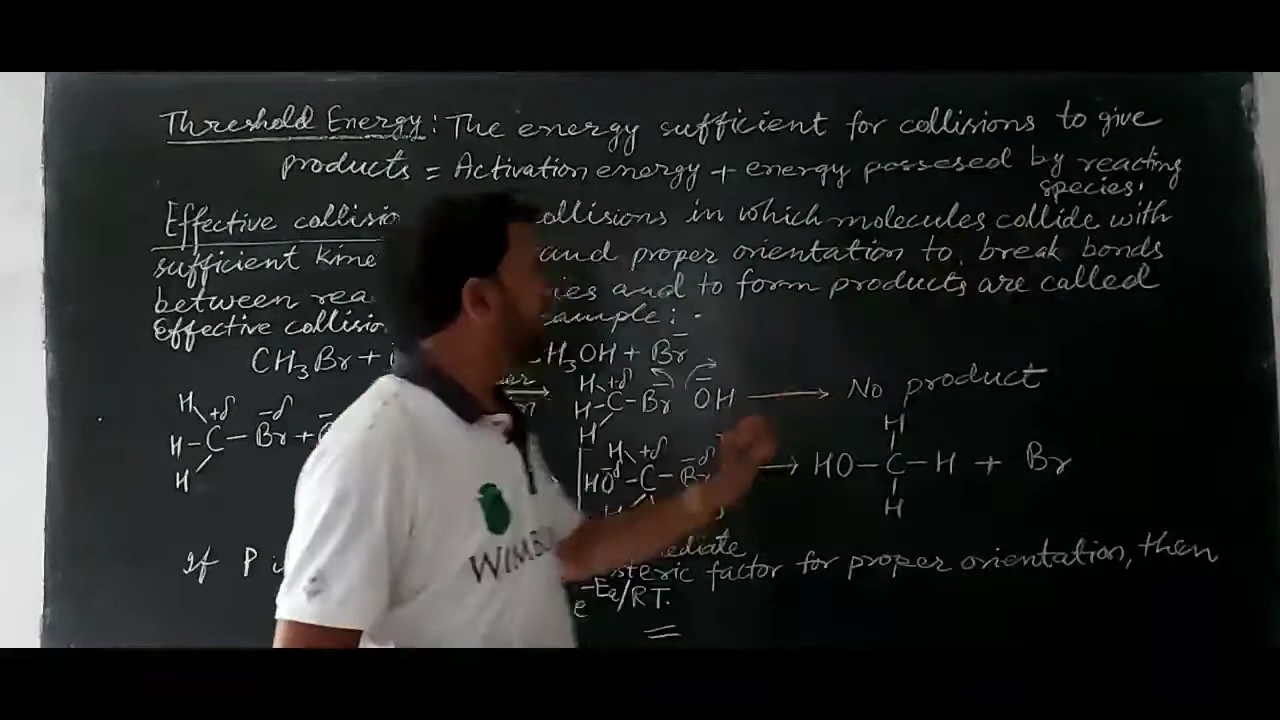 Threshold Energy: The energy sufficient for collisions to give
products = Activation energy + energy possesed by reacting
species.
Effective collisio ollisions in which molecules collide with
sufficient kine and proper orientation to break bonds
between rea ies and to form products are called
Effective collision ample:-
CH₃Br + H₃OH + Br⁻
H H +δ
H-C-Br ŌH → No product
H
H +δ -δ
H-C-Br +
H
H +δ -δ
HO-C-Br → HO-C-H + Br
H
H
ediate
If P i steric factor for proper orientation, then
e^-Ea/RT.
WIMB